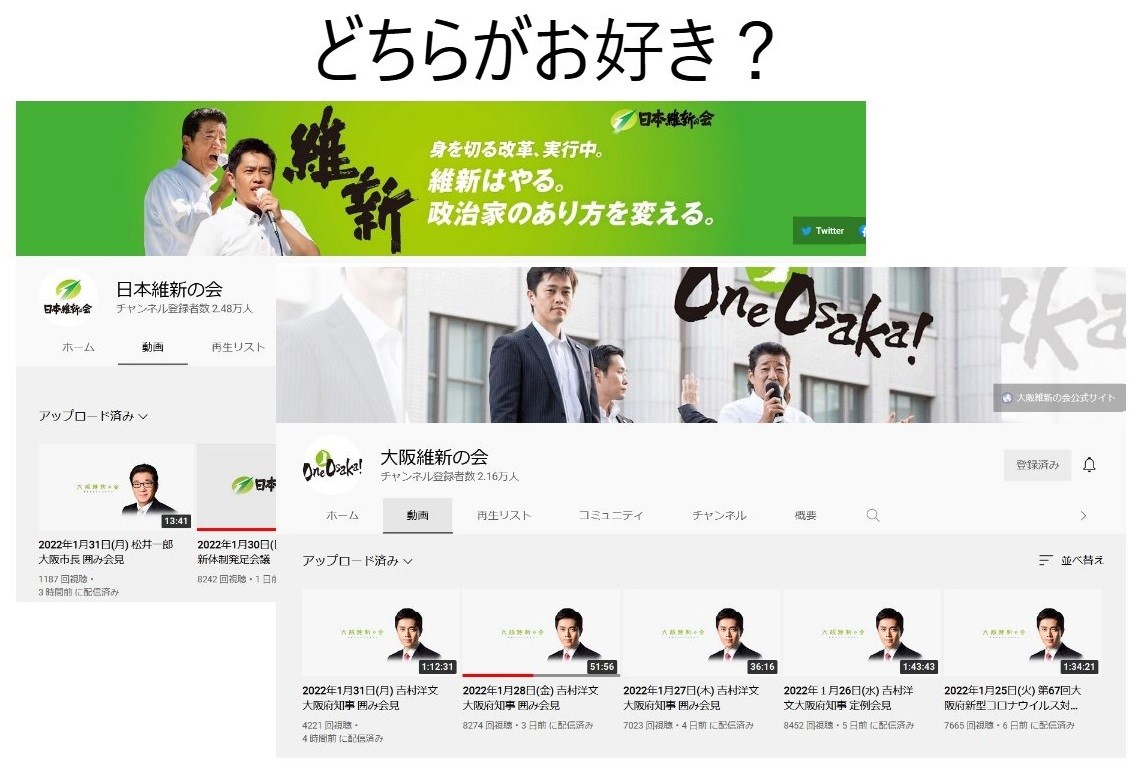 どちらがお好き？
維新
日本維新の会
身を切る改革、実行中。
維新はやる。
政治家のあり方を変える。
Twitter
日本維新の会
日本維新の会
チャンネル登録者数 2.48万人
ホーム
動画
再生リスト
アップロード済み
大阪維新の会
13:41
日本
2022年1月31日(月) 松井一郎
大阪市長 囲み会見
1187 回視聴・
3 時間前 に配信済み
2022年1月30日(
新体制発足会議
8242 回視聴・1 日前
One Osaka!
大阪維新の会公式サイト
One Osaka!
大阪維新の会
チャンネル登録者数 2.16万人
登録済み
ホーム
動画
再生リスト
コミュニティ
チャンネル
概要
アップロード済み
並べ替え
大阪維新の会
1:12:31
2022年1月31日(月) 吉村洋文
大阪府知事 囲み会見
4221 回視聴・
4 時間前 に配信済み
大阪維新の会
51:56
2022年1月28日(金) 吉村洋文
大阪府知事 囲み会見
8274 回視聴・3 日前 に配信済み
大阪維新の会
36:16
2022年1月27日(木) 吉村洋文
大阪府知事 囲み会見
7023 回視聴・4 日前 に配信済み
大阪維新の会
1:43:43
2022年１月26日(水) 吉村洋
文大阪府知事 定例会見
8452 回視聴・5 日前 に配信済み
大阪維新の会
1:34:21
2022年1月25日(火) 第67回大
阪府新型コロナウイルス対...
7665 回視聴・6 日前 に配信済み